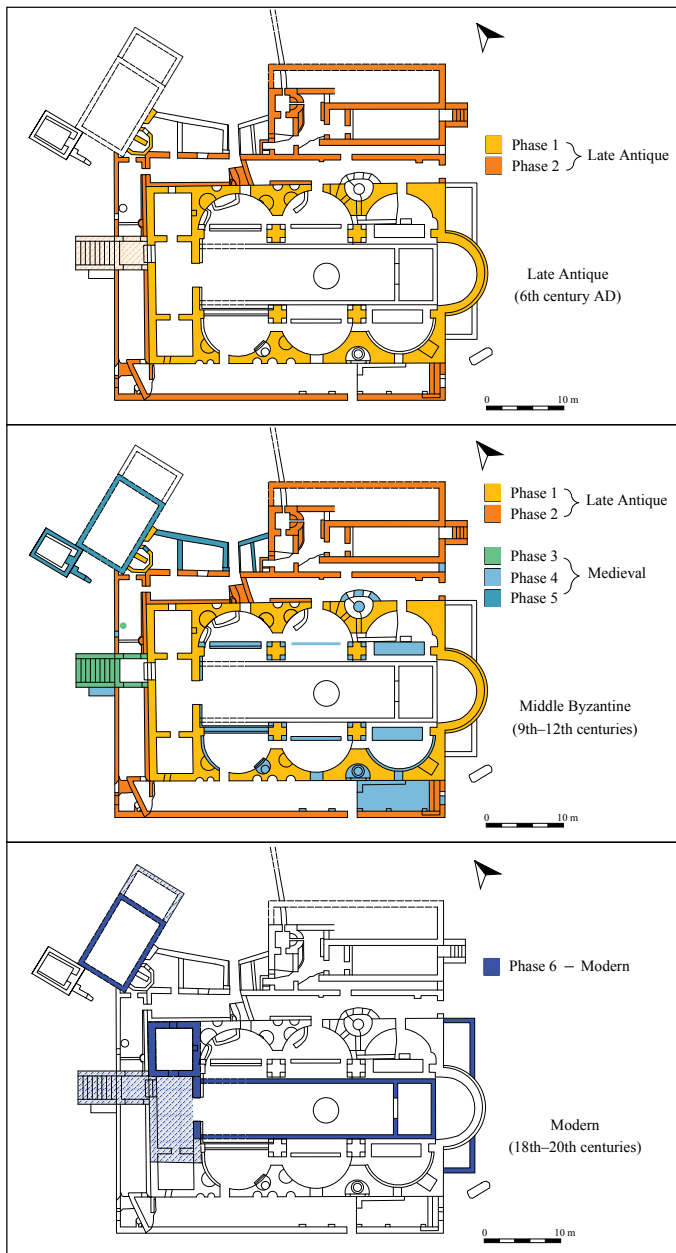 Phase 1
Phase 2
Late Antique
Late Antique
(6th century AD)
0 10 m
Phase 1
Phase 2
Late Antique
Phase 3
Phase 4
Phase 5
Medieval
Middle Byzantine
(9th–12th centuries)
0 10 m
Phase 6 – Modern
Modern
(18th–20th centuries)
0 10 m